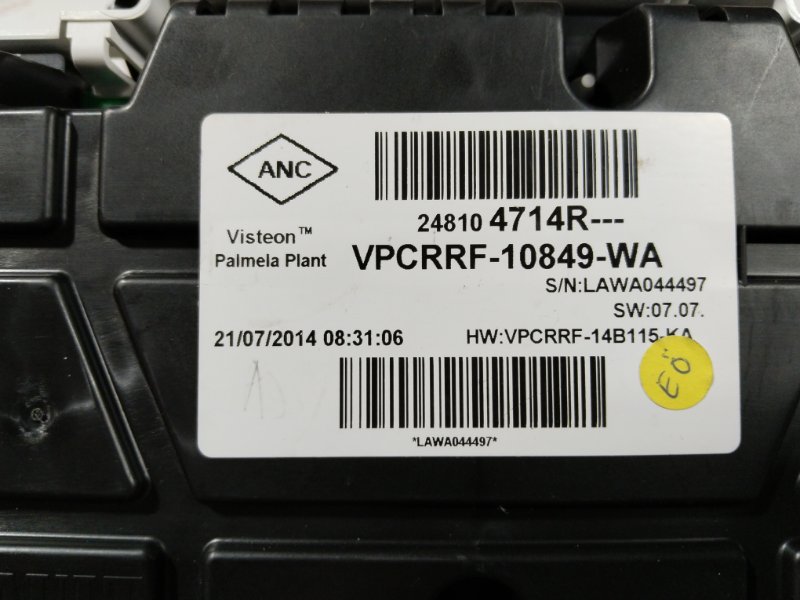 ANC
24810 4714R---
Visteon™
Palmela Plant
VPCRRF-10849-WA
S/N:LAWA044497
SW:07.07.
21/07/2014 08:31:06
HW:VPCRRF-14B115-KA
*LAWA044497*